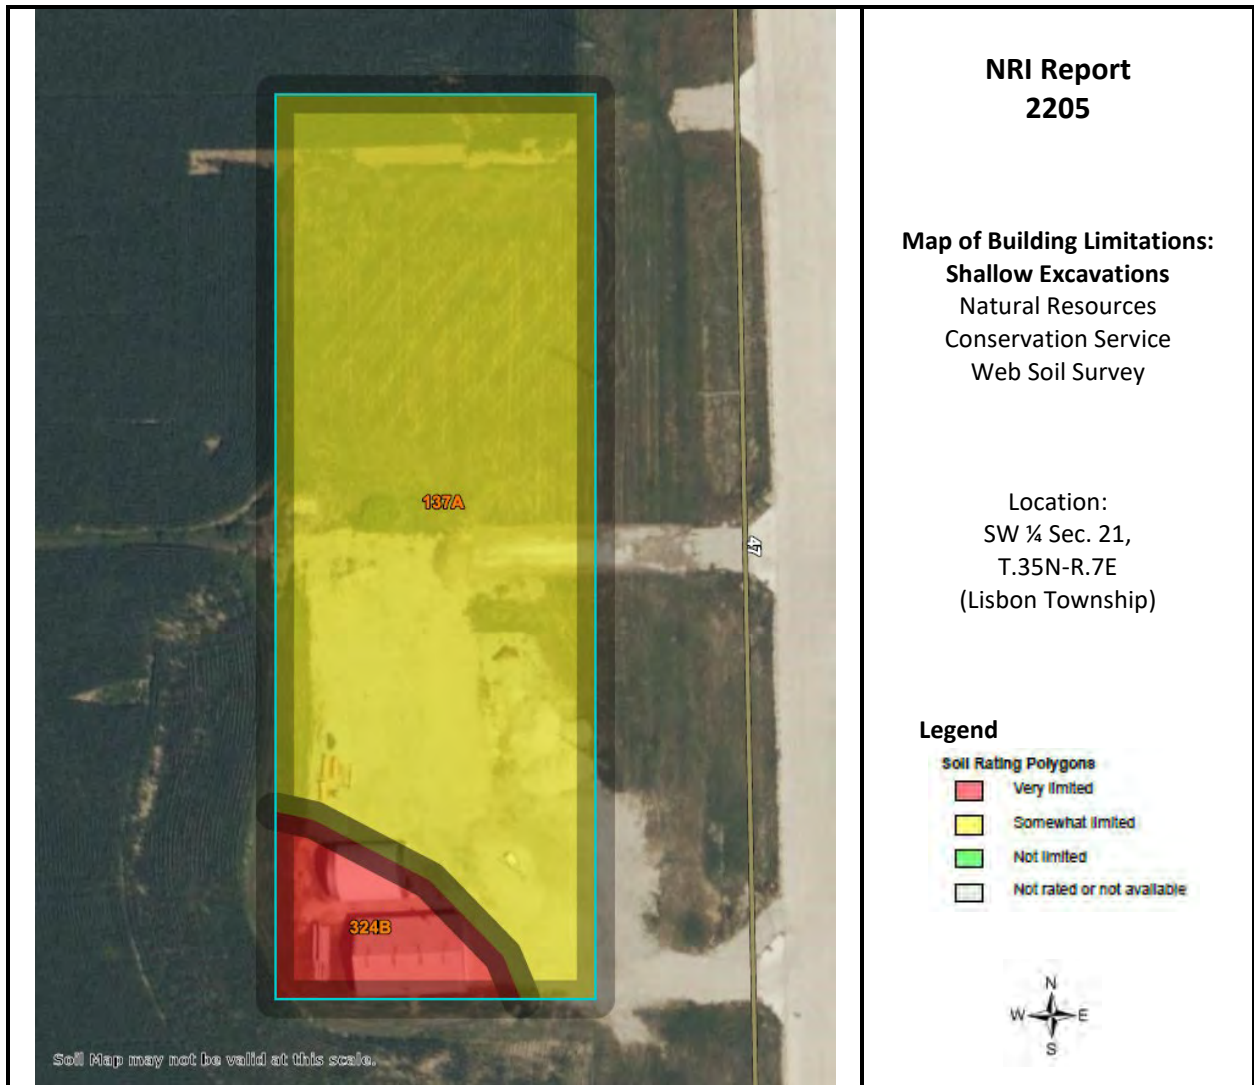 NRI Report
2205
Map of Building Limitations:
Shallow Excavations
Natural Resources
Conservation Service
Web Soil Survey
Location:
SW ¼ Sec. 21,
T.35N-R.7E
(Lisbon Township)
Legend
Soil Rating Polygons
Very limited
Somewhat limited
Not limited
Not rated or not available
N
W E
S
137A
47
324B
Soil Map may not be valid at this scale.